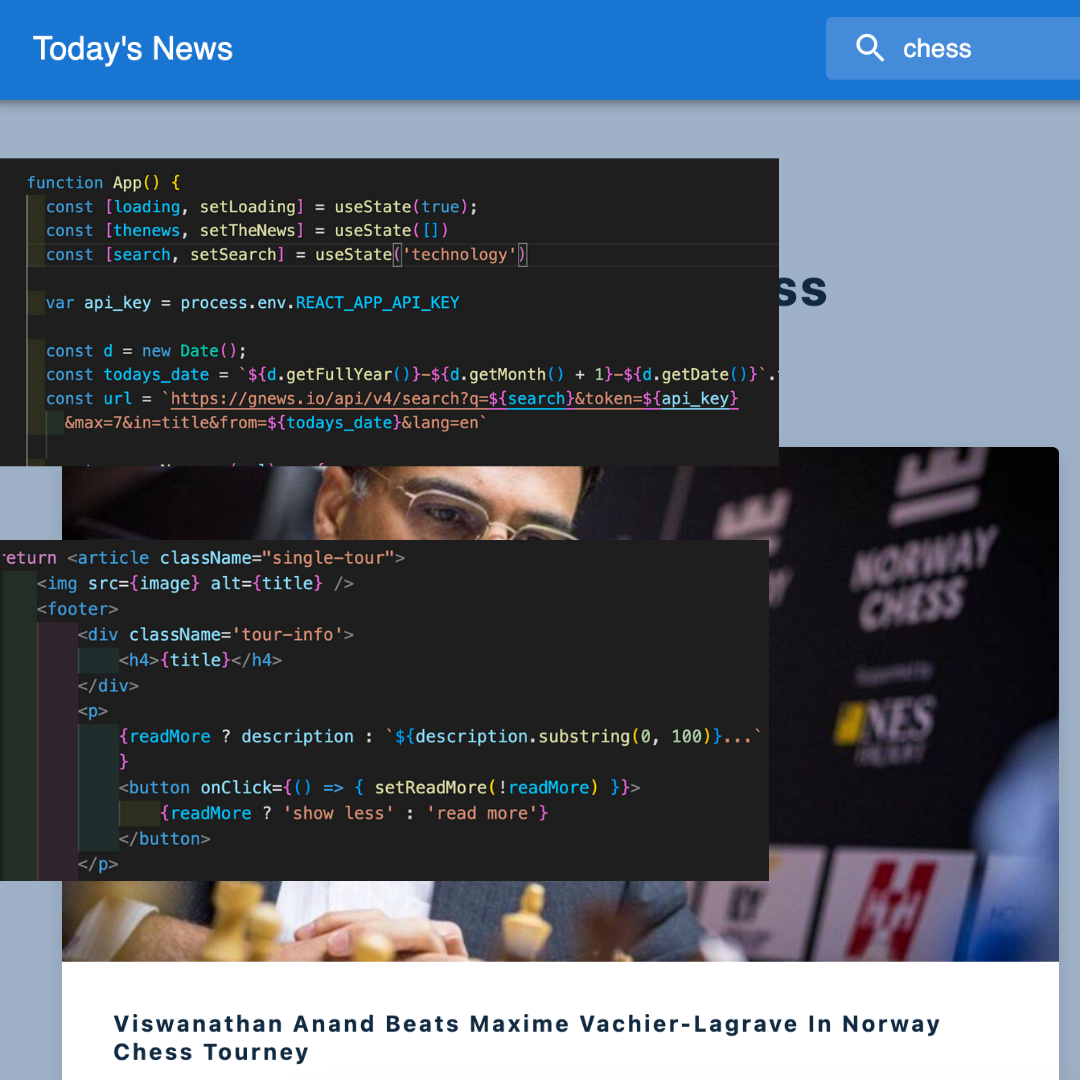 Today's News
chess
function App() {
const [loading, setLoading] = useState(true);
const [thenews, setTheNews] = useState([])
const [search, setSearch] = useState('technology')
var api_key = process.env.REACT_APP_API_KEY
ss
const d = new Date();
const todays_date = `${d.getFullYear()}-${d.getMonth() + 1}-${d.getDate()}`.
const url = `https://gnews.io/api/v4/search?q=${search}&token=${api_key}
&max=7&in=title&from=${todays_date}&lang=en`
NORWAY
CHESS
Supported by
NES
return <article className="single-tour">
<img src={image} alt={title} />
<footer>
<div className='tour-info'>
<h4>{title}</h4>
</div>
<p>
{readMore ? description : `${description.substring(0, 100)}...`
}
<button onClick={() => { setReadMore(!readMore) }}>
{readMore ? 'show less' : 'read more'}
</button>
</p>
Viswanathan Anand Beats Maxime Vachier-Lagrave In Norway
Chess Tourney